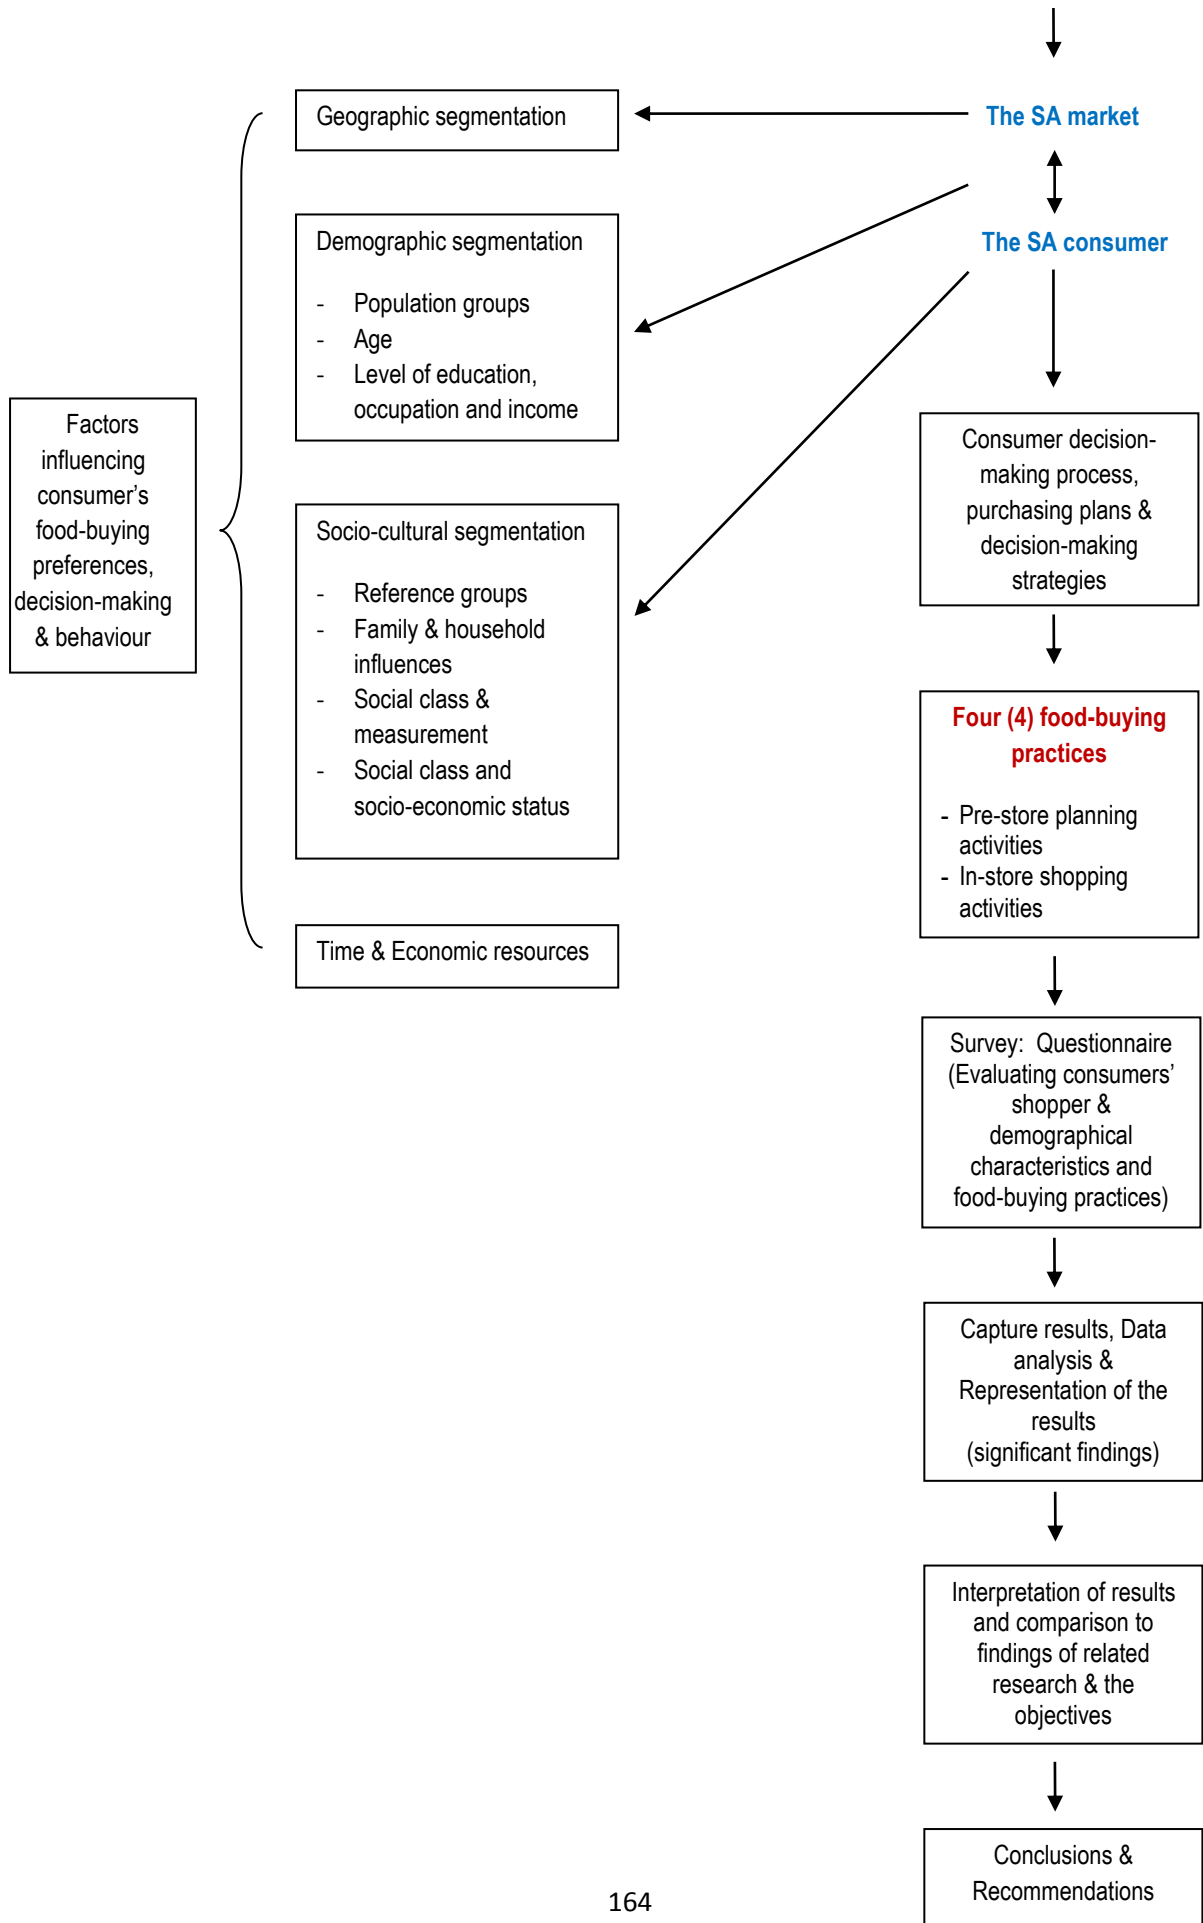 Geographic segmentation
The SA market
Demographic segmentation
- Population groups
- Age
- Level of education,
occupation and income
The SA consumer
Factors
influencing
consumer’s
food-buying
preferences,
decision-making
& behaviour
Socio-cultural segmentation
- Reference groups
- Family & household
influences
- Social class &
measurement
- Social class and
socio-economic status
Time & Economic resources
Consumer decision-
making process,
purchasing plans &
decision-making
strategies
Four (4) food-buying
practices
- Pre-store planning
activities
- In-store shopping
activities
Survey: Questionnaire
(Evaluating consumers’
shopper &
demographical
characteristics and
food-buying practices)
Capture results, Data
analysis &
Representation of the
results
(significant findings)
Interpretation of results
and comparison to
findings of related
research & the
objectives
Conclusions &
Recommendations
164